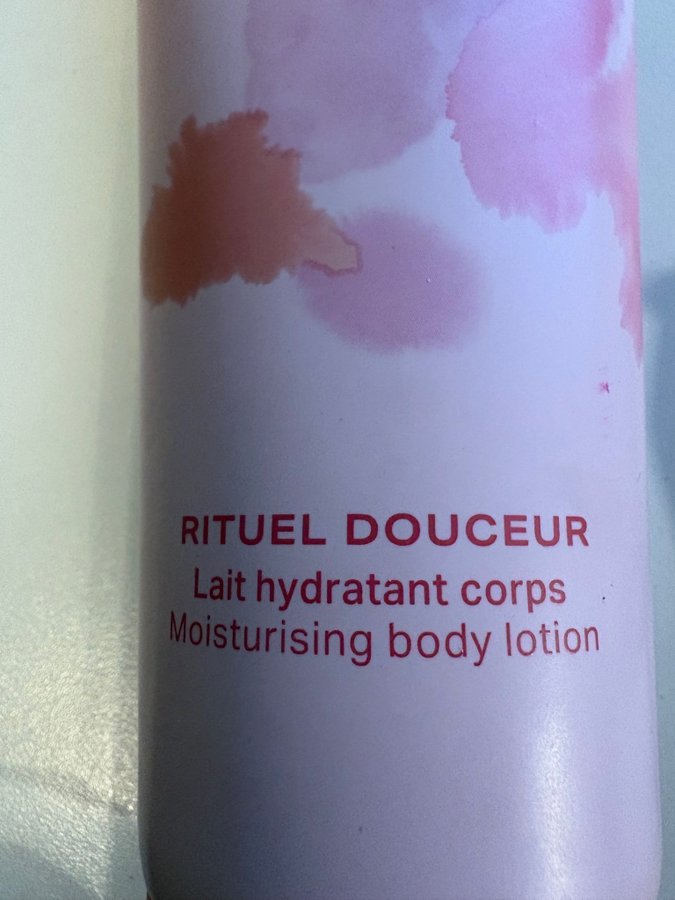 RITUEL DOUCEUR
Lait hydratant corps
Moisturising body lotion